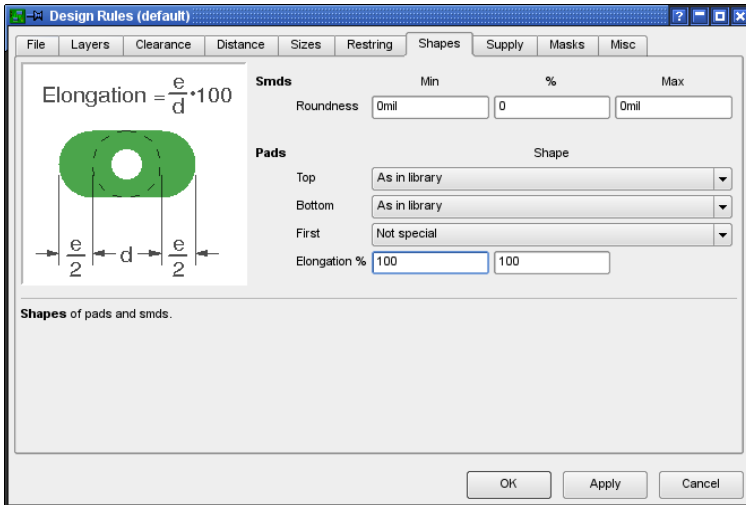 Design Rules (default)
File Layers Clearance Distance Sizes Restring Shapes Supply Masks Misc
Elongation = e/d · 100
e/2 d e/2
Smds Min % Max
Roundness 0mil 0 0mil
Pads Shape
Top As in library
Bottom As in library
First Not special
Elongation % 100 100
Shapes of pads and smds.
OK Apply Cancel